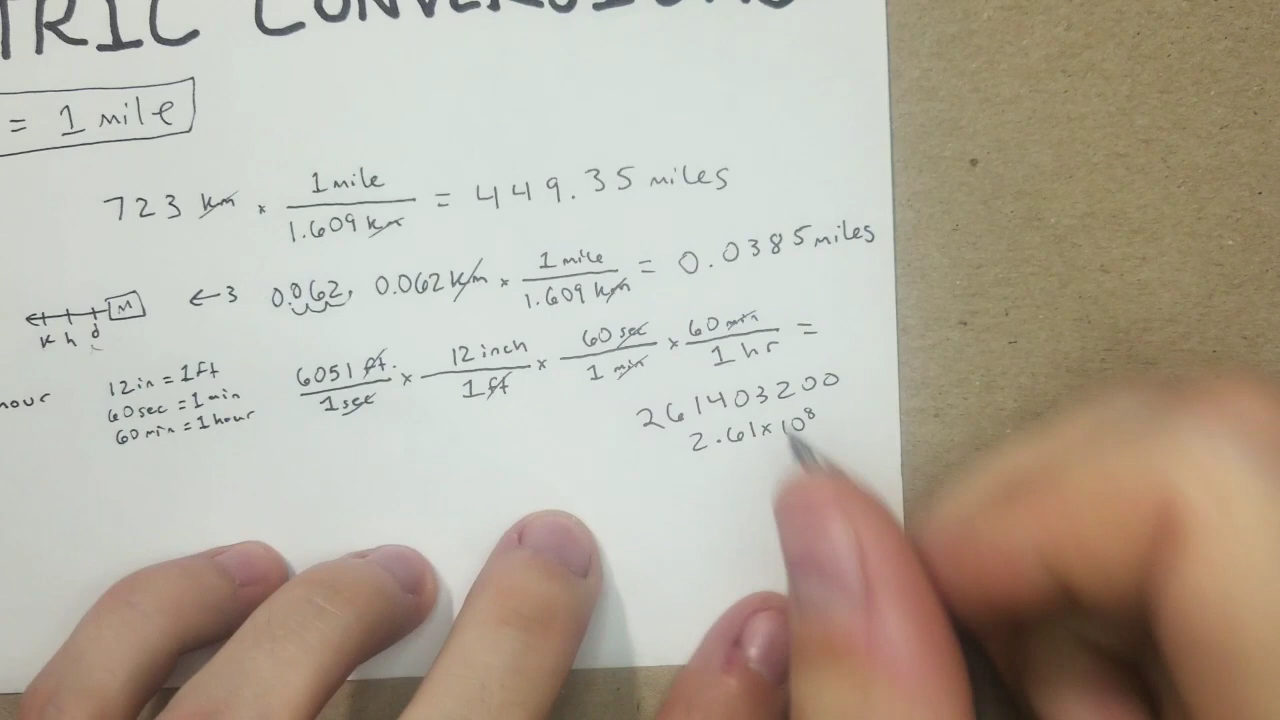 TRIC CONVERSIONS
= 1 mile
723 km × 1 mile / 1.609 km = 449.35 miles
K h d M ← 3 0.062, 0.062 km × 1 mile / 1.609 km = 0.0385 miles
hour
12 in = 1 ft
60 sec = 1 min
60 min = 1 hour
6051 ft. / 1 sec × 12 inch / 1 ft × 60 sec / 1 min × 60 min / 1 hr =
261403200
2.61 × 10⁸